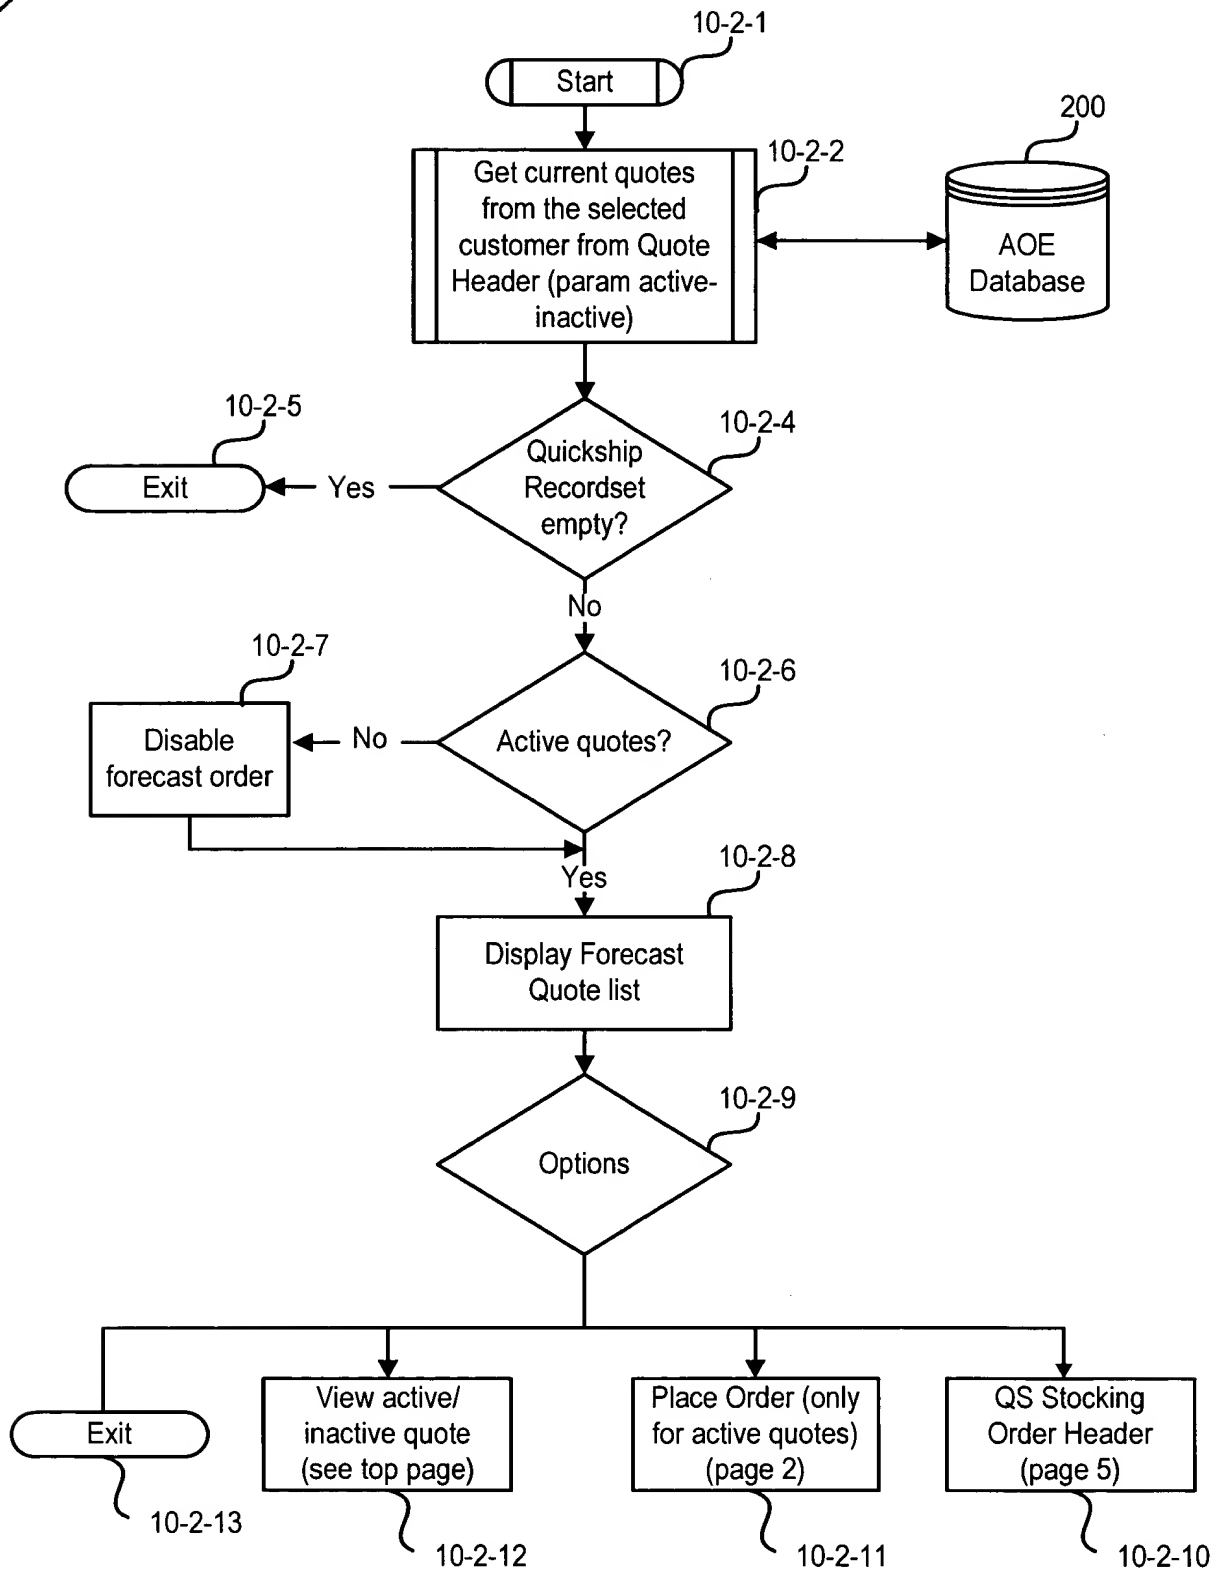 10-2-1
Start
200
10-2-2
Get current quotes
from the selected
customer from Quote
Header (param active-
inactive)
AOE
Database
10-2-5
10-2-4
Exit
Yes
Quickship
Recordset
empty?
No
10-2-7
10-2-6
Disable
forecast order
No
Active quotes?
Yes
10-2-8
Display Forecast
Quote list
10-2-9
Options
Exit
View active/
inactive quote
(see top page)
Place Order (only
for active quotes)
(page 2)
QS Stocking
Order Header
(page 5)
10-2-13
10-2-12
10-2-11
10-2-10